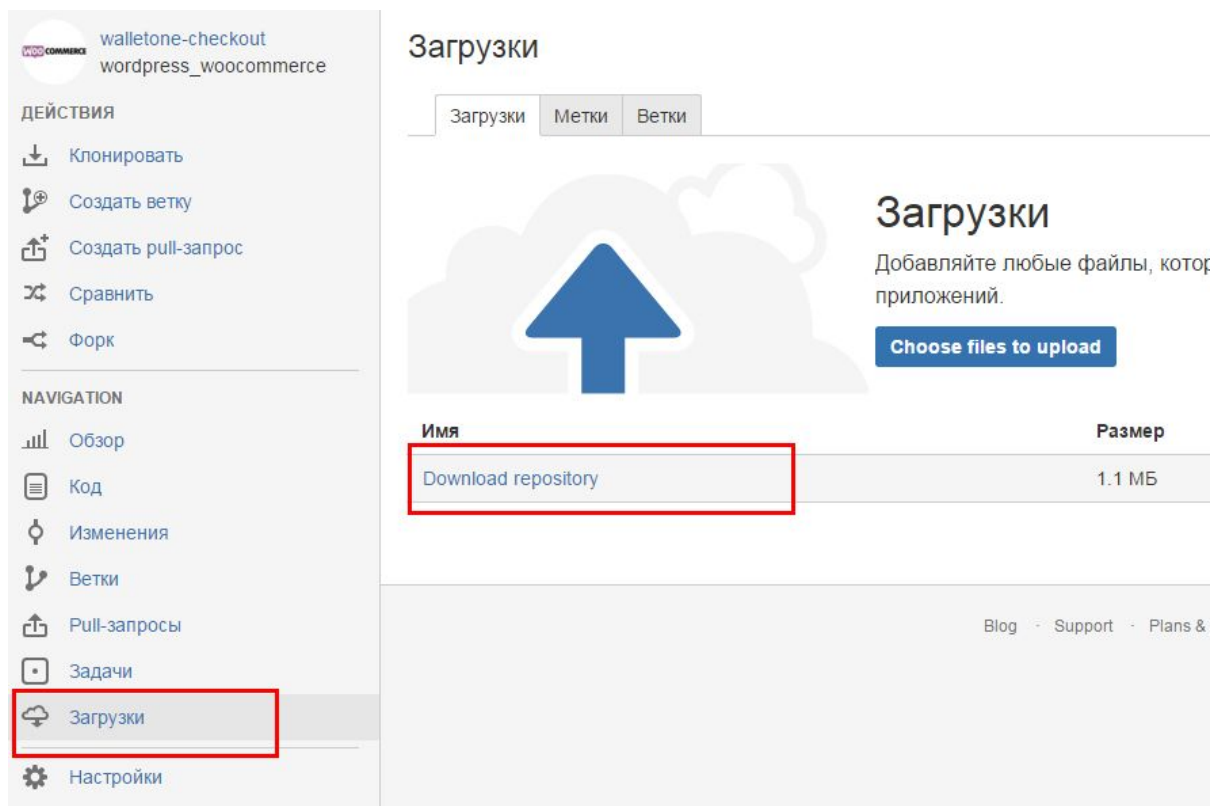 WOO COMMERCE
walletone-checkout
wordpress_woocommerce
ДЕЙСТВИЯ
Клонировать
Создать ветку
Создать pull-запрос
Сравнить
Форк
NAVIGATION
Обзор
Код
Изменения
Ветки
Pull-запросы
Задачи
Загрузки
Настройки
Загрузки
Загрузки Метки Ветки
Загрузки
Добавляйте любые файлы, котор
приложений.
Choose files to upload
Имя Размер
Download repository 1.1 МБ
Blog · Support · Plans &